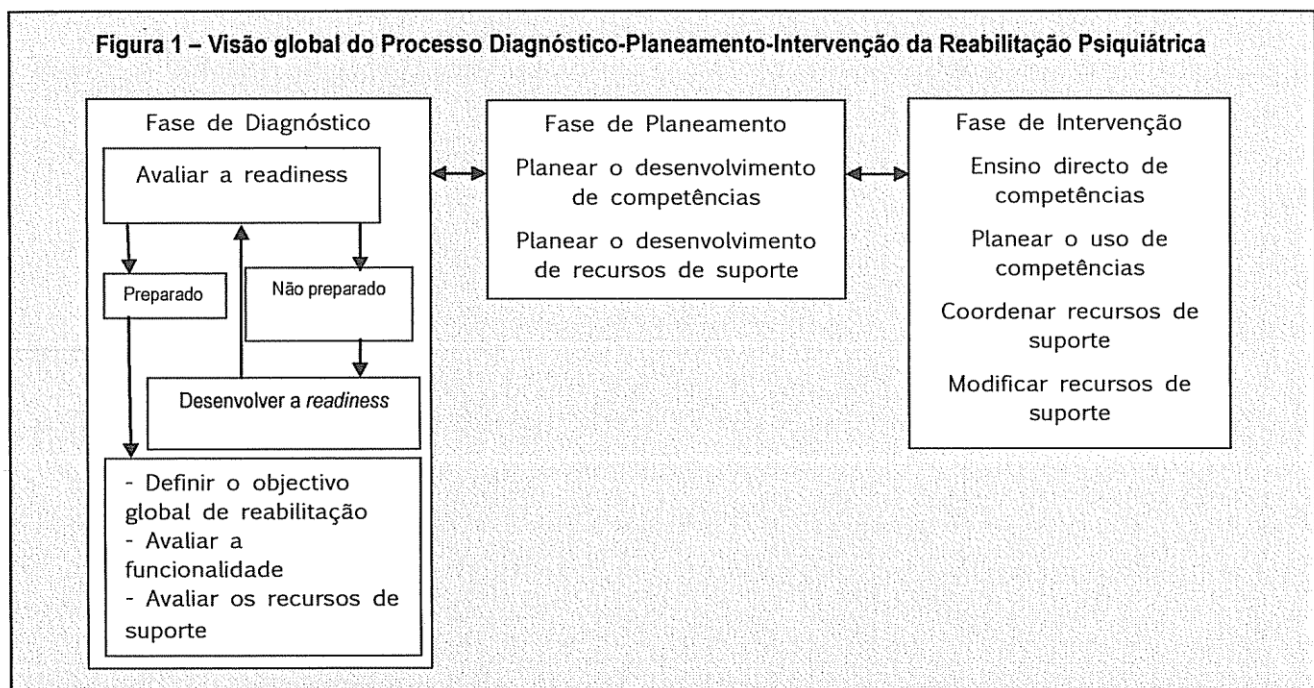 Figura 1 – Visão global do Processo Diagnóstico-Planeamento-Intervenção da Reabilitação Psiquiátrica
Fase de Diagnóstico
Avaliar a readiness
Preparado
Não preparado
Desenvolver a readiness
- Definir o objectivo
global de reabilitação
- Avaliar a
funcionalidade
- Avaliar os recursos de
suporte
Fase de Planeamento
Planear o desenvolvimento
de competências
Planear o desenvolvimento
de recursos de suporte
Fase de Intervenção
Ensino directo de
competências
Planear o uso de
competências
Coordenar recursos de
suporte
Modificar recursos de
suporte